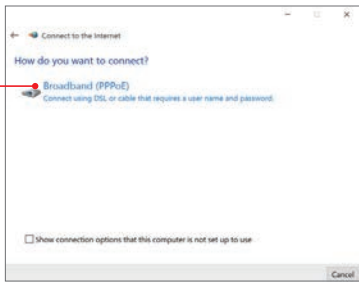 Connect to the Internet
How do you want to connect?
Broadband (PPPoE)
Connect using DSL or cable that requires a user name and password.
Show connection options that this computer is not set up to use
Cancel